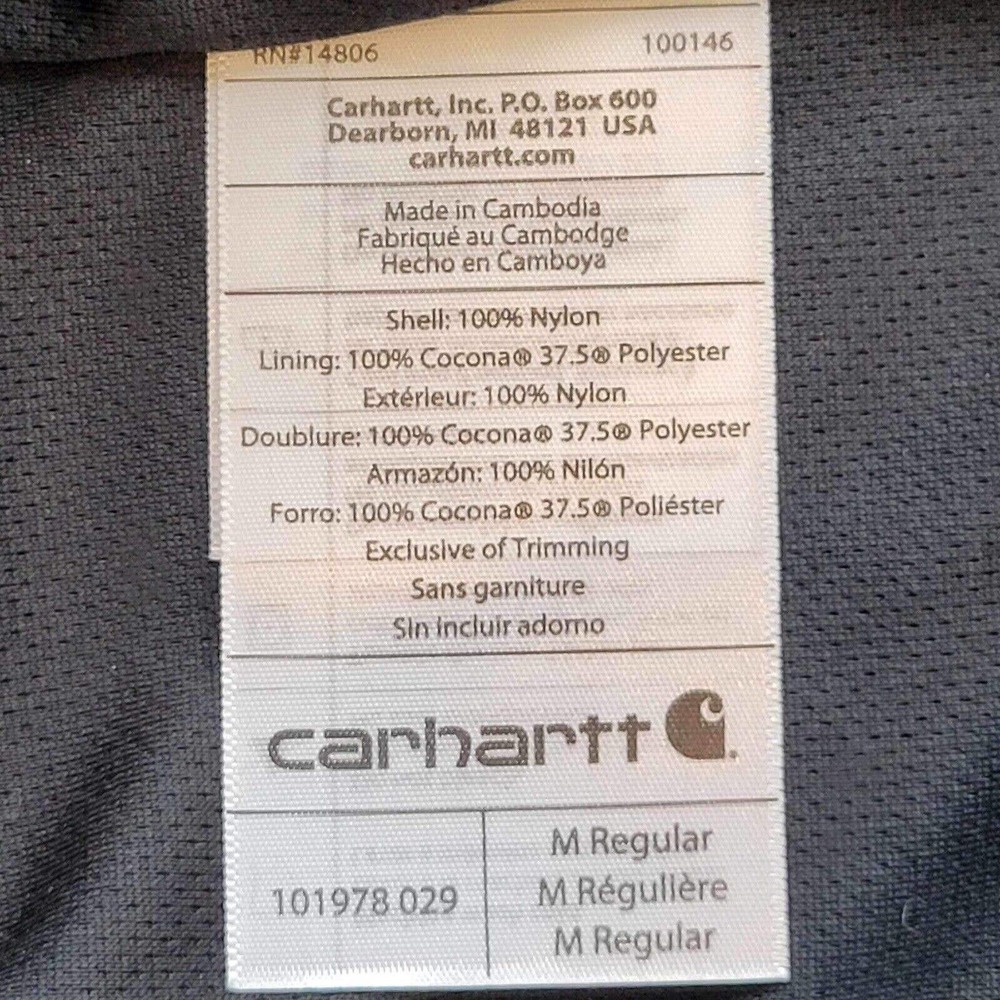 RN#14806 100146
Carhartt, Inc. P.O. Box 600
Dearborn, MI 48121 USA
carhartt.com
Made in Cambodia
Fabriqué au Cambodge
Hecho en Camboya
Shell: 100% Nylon
Lining: 100% Cocona® 37.5® Polyester
Extérieur: 100% Nylon
Doublure: 100% Cocona® 37.5® Polyester
Armazón: 100% Nilón
Forro: 100% Cocona® 37.5® Poliéster
Exclusive of Trimming
Sans garniture
Sin incluir adorno
carhartt
101978 029
M Regular
M Régulière
M Regular